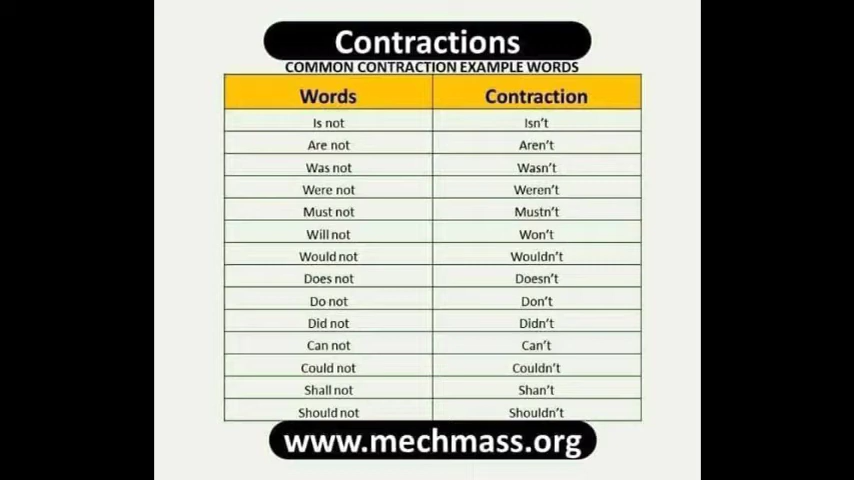 Contractions
COMMON CONTRACTION EXAMPLE WORDS
Words Contraction
Is not Isn't
Are not Aren't
Was not Wasn't
Were not Weren't
Must not Mustn't
Will not Won't
Would not Wouldn't
Does not Doesn't
Do not Don't
Did not Didn't
Can not Can't
Could not Couldn't
Shall not Shan't
Should not Shouldn't
www.mechmass.org